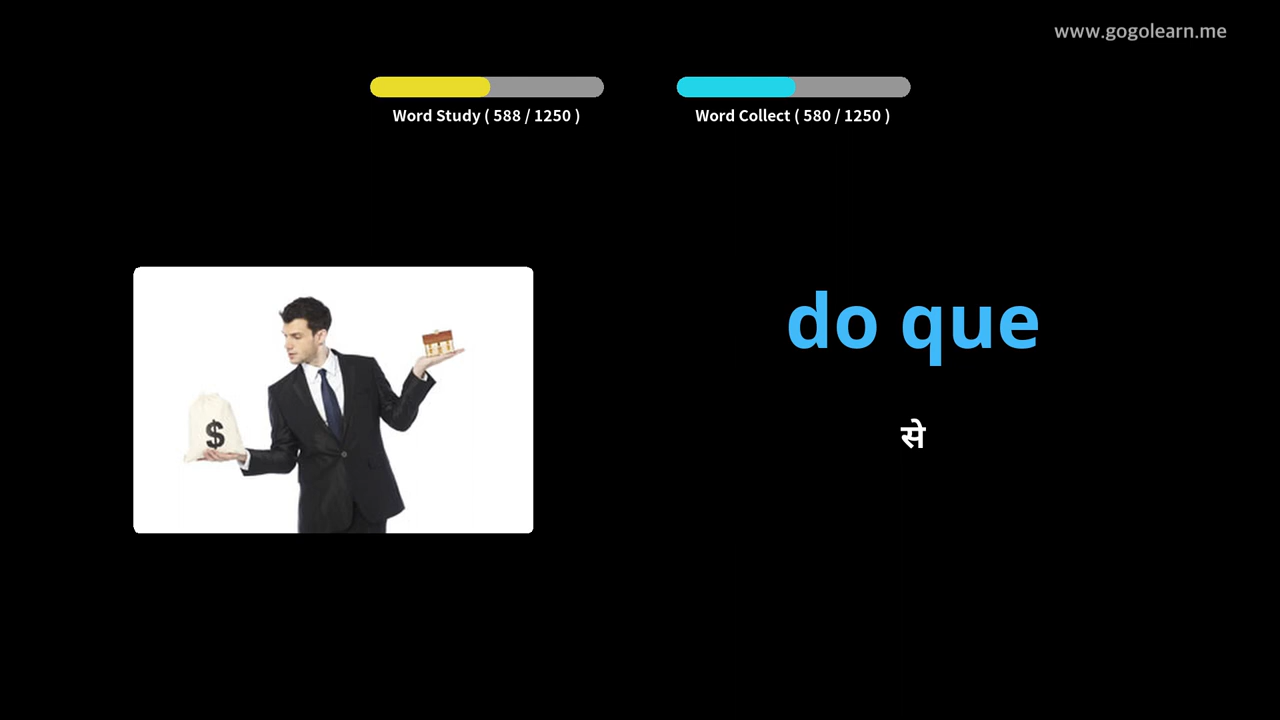 www.gogolearn.me
Word Study ( 588 / 1250 )
Word Collect ( 580 / 1250 )
$
do que
से